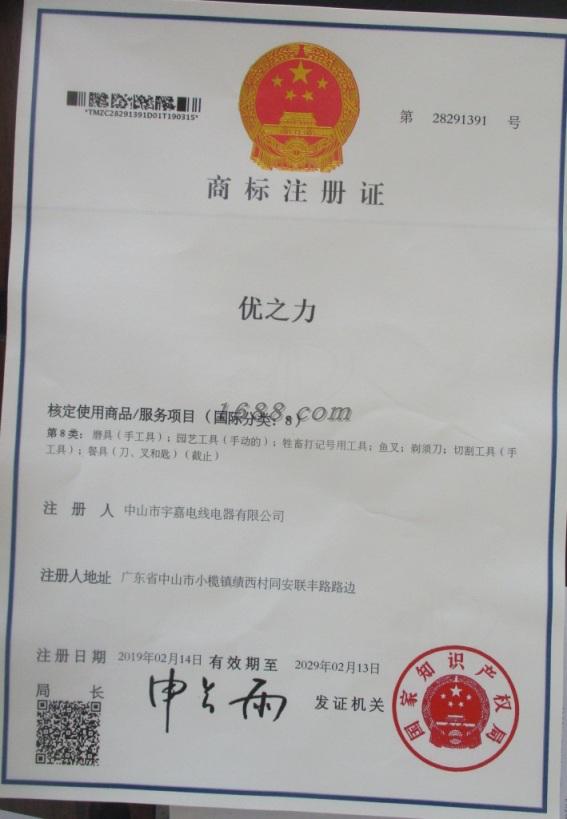 *TMZC28291391D01T190315*
第 28291391 号
商标注册证
优之力
1688.com
核定使用商品/服务项目(国际分类:8)
第8类:磨具(手工具);园艺工具(手动的);牲畜打记号用工具;鱼叉;剃须刀;切割工具(手
工具);餐具(刀、叉和匙)(截止)
注册人 中山市宇嘉电线电器有限公司
注册人地址 广东省中山市小榄镇绩西村同安联丰路路边
注册日期 2019年02月14日 有效期至 2029年02月13日
局长 申长雨 发证机关
国家知识产权局